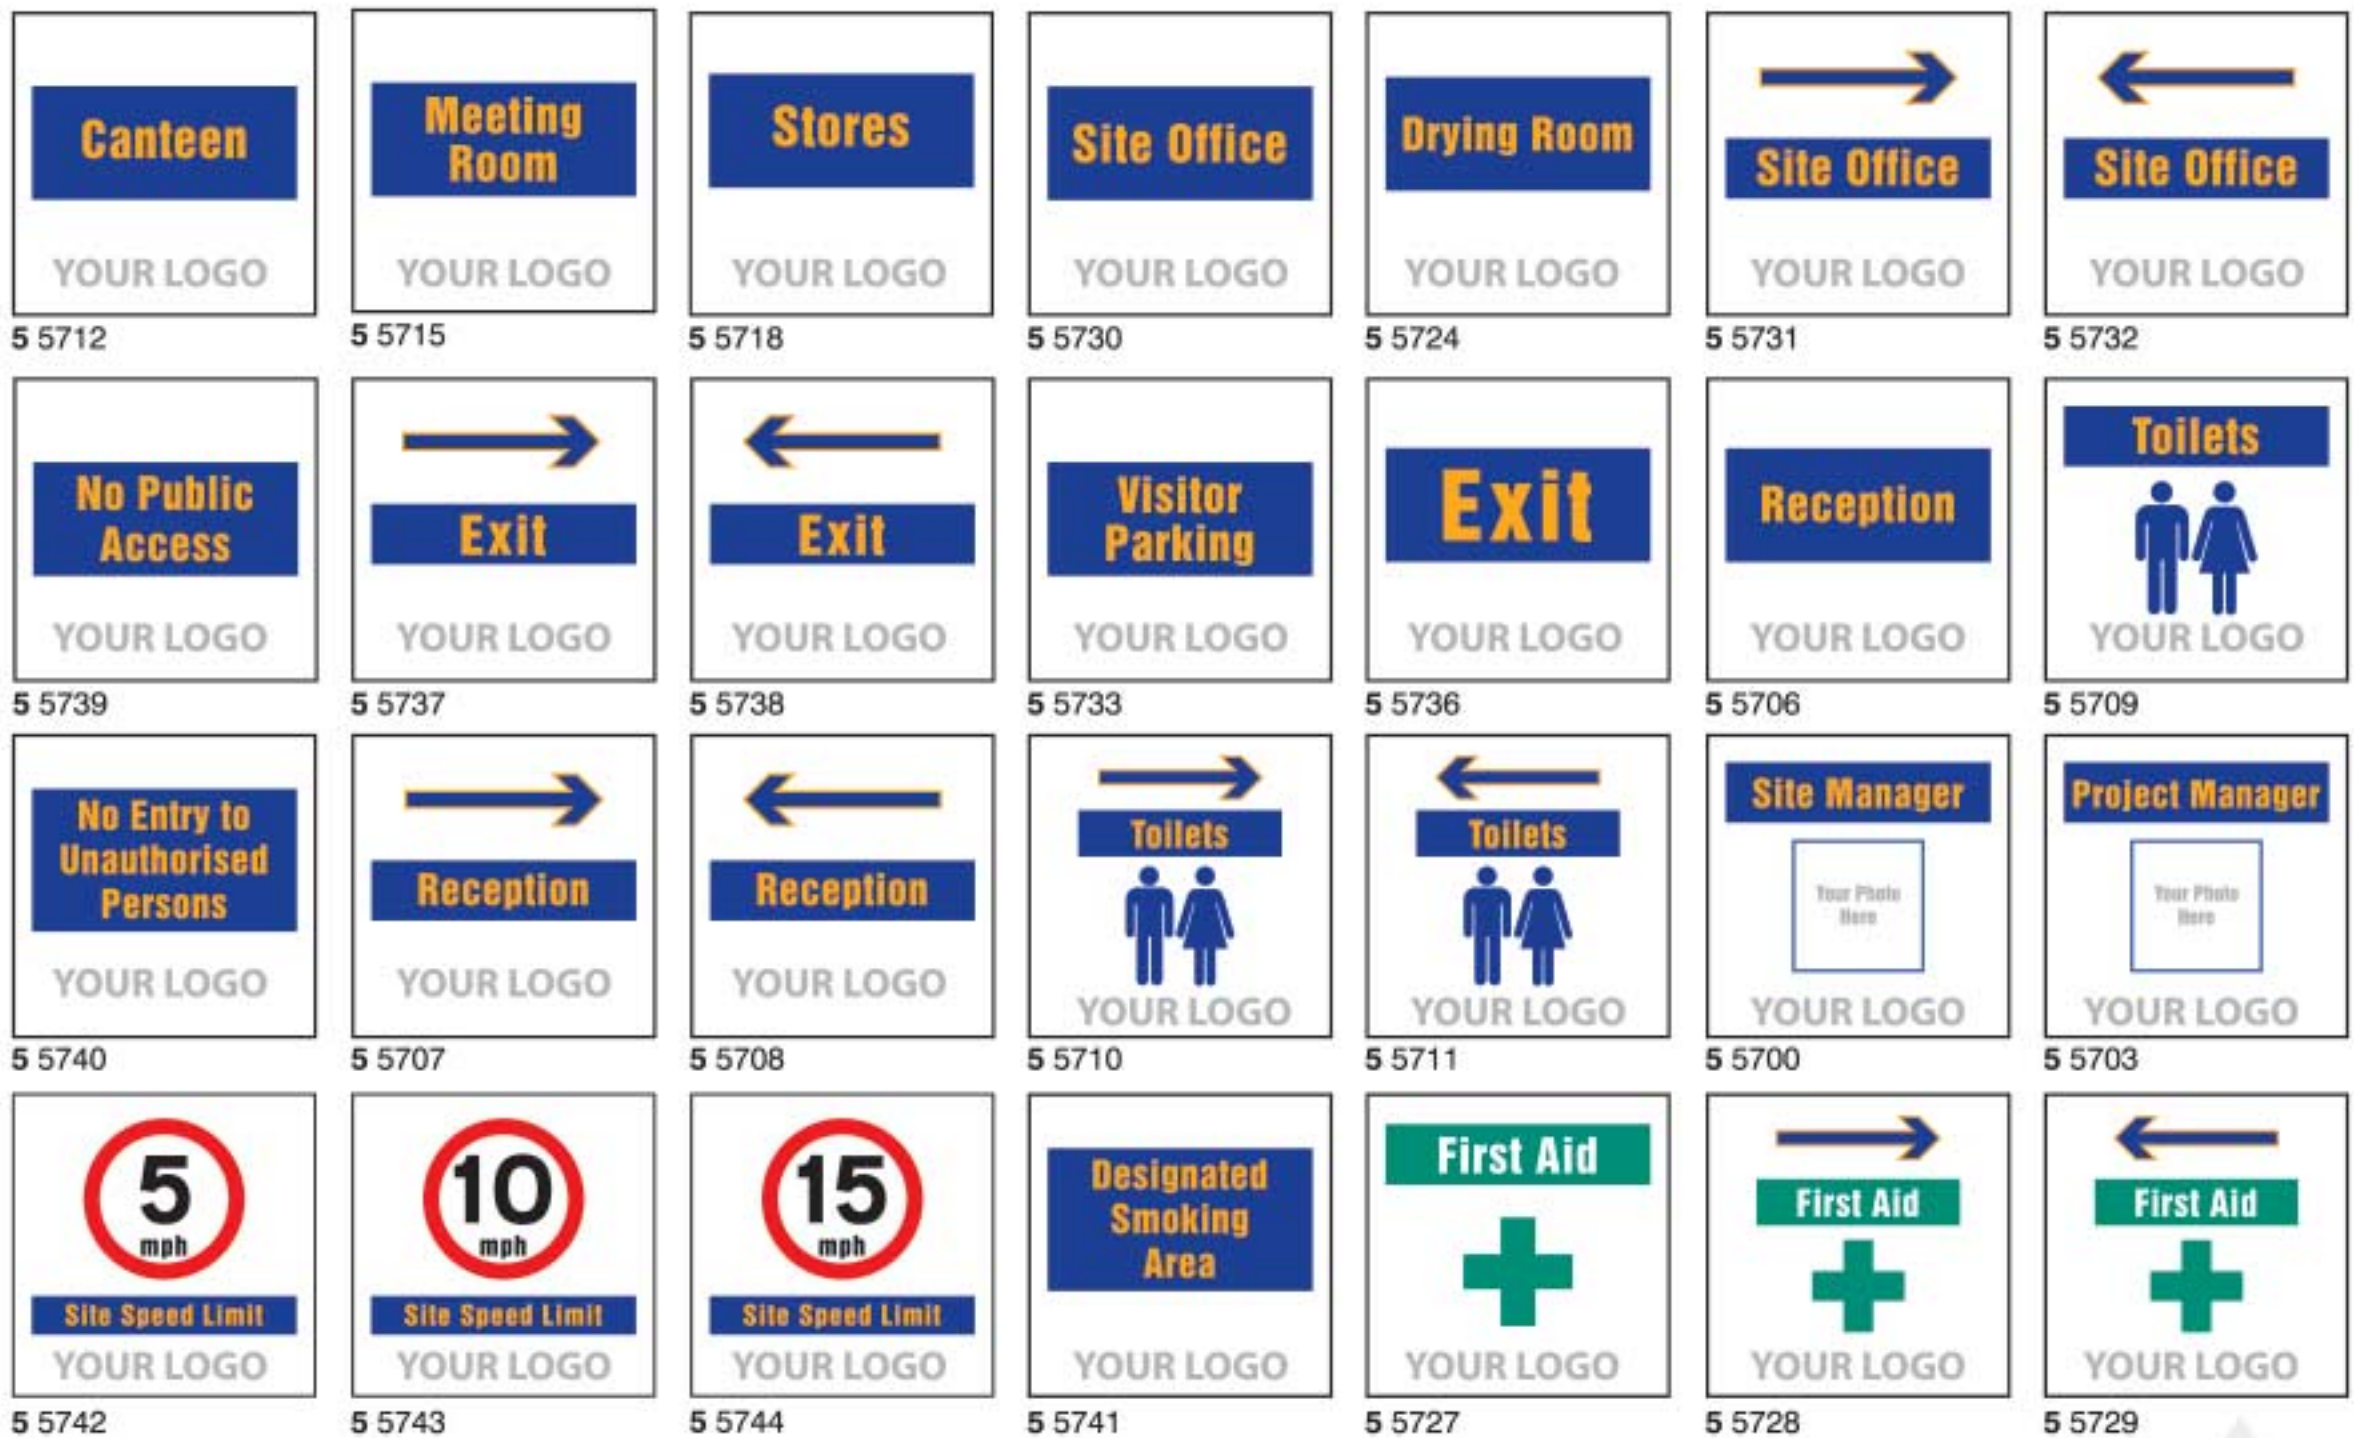 Canteen
YOUR LOGO
5 5712
Meeting
Room
YOUR LOGO
5 5715
Stores
YOUR LOGO
5 5718
Site Office
YOUR LOGO
5 5730
Drying Room
YOUR LOGO
5 5724
Site Office
YOUR LOGO
5 5731
Site Office
YOUR LOGO
5 5732
No Public
Access
YOUR LOGO
5 5739
Exit
YOUR LOGO
5 5737
Exit
YOUR LOGO
5 5738
Visitor
Parking
YOUR LOGO
5 5733
Exit
YOUR LOGO
5 5736
Reception
YOUR LOGO
5 5706
Toilets
YOUR LOGO
5 5709
No Entry to
Unauthorised
Persons
YOUR LOGO
5 5740
Reception
YOUR LOGO
5 5707
Reception
YOUR LOGO
5 5708
Toilets
YOUR LOGO
5 5710
Toilets
YOUR LOGO
5 5711
Site Manager
Your Photo
Here
YOUR LOGO
5 5700
Project Manager
Your Photo
Here
YOUR LOGO
5 5703
5
mph
Site Speed Limit
YOUR LOGO
5 5742
10
mph
Site Speed Limit
YOUR LOGO
5 5743
15
mph
Site Speed Limit
YOUR LOGO
5 5744
Designated
Smoking
Area
YOUR LOGO
5 5741
First Aid
YOUR LOGO
5 5727
First Aid
YOUR LOGO
5 5728
First Aid
YOUR LOGO
5 5729